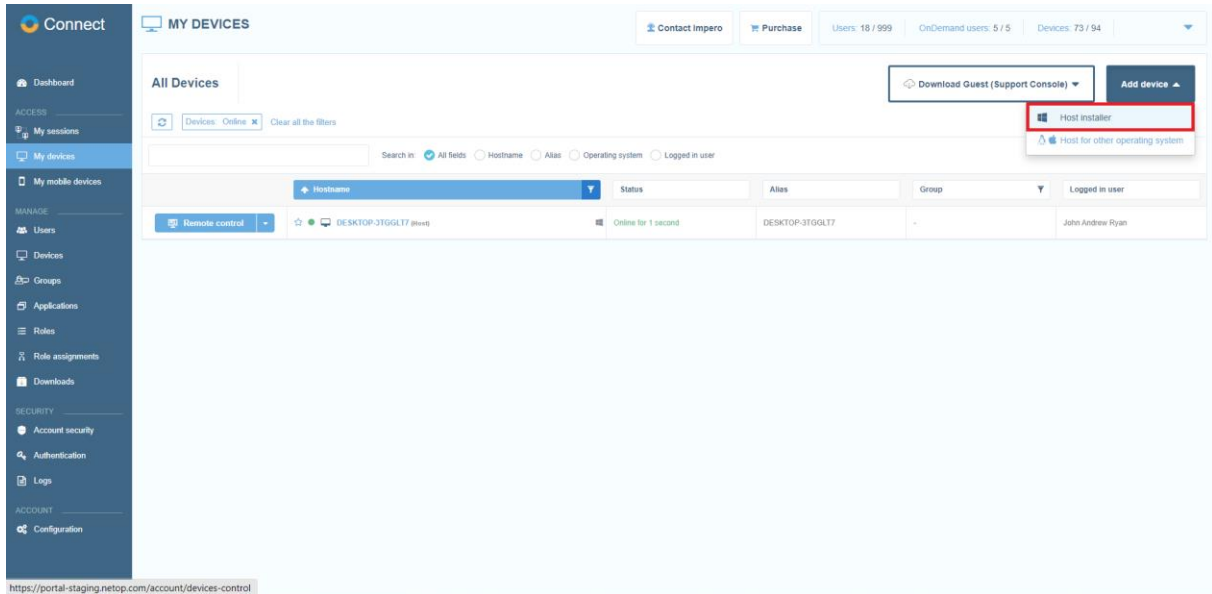 Connect
MY DEVICES
Contact Impero
Purchase
Users: 18 / 999
OnDemand users: 5 / 5
Devices: 73 / 94
Dashboard
ACCESS
My sessions
My devices
My mobile devices
MANAGE
Users
Devices
Groups
Applications
Roles
Role assignments
Downloads
SECURITY
Account security
Authentication
Logs
ACCOUNT
Configuration
All Devices
Download Guest (Support Console)
Add device
Host installer
Host for other operating system
Devices: Online
Clear all the filters
Search in: All fields Hostname Alias Operating system Logged in user
Hostname Status Alias Group Logged in user
Remote control DESKTOP-3TGGLT7 (Host) Online for 1 second DESKTOP-3TGGLT7 - John Andrew Ryan
https://portal-staging.netop.com/account/devices-control